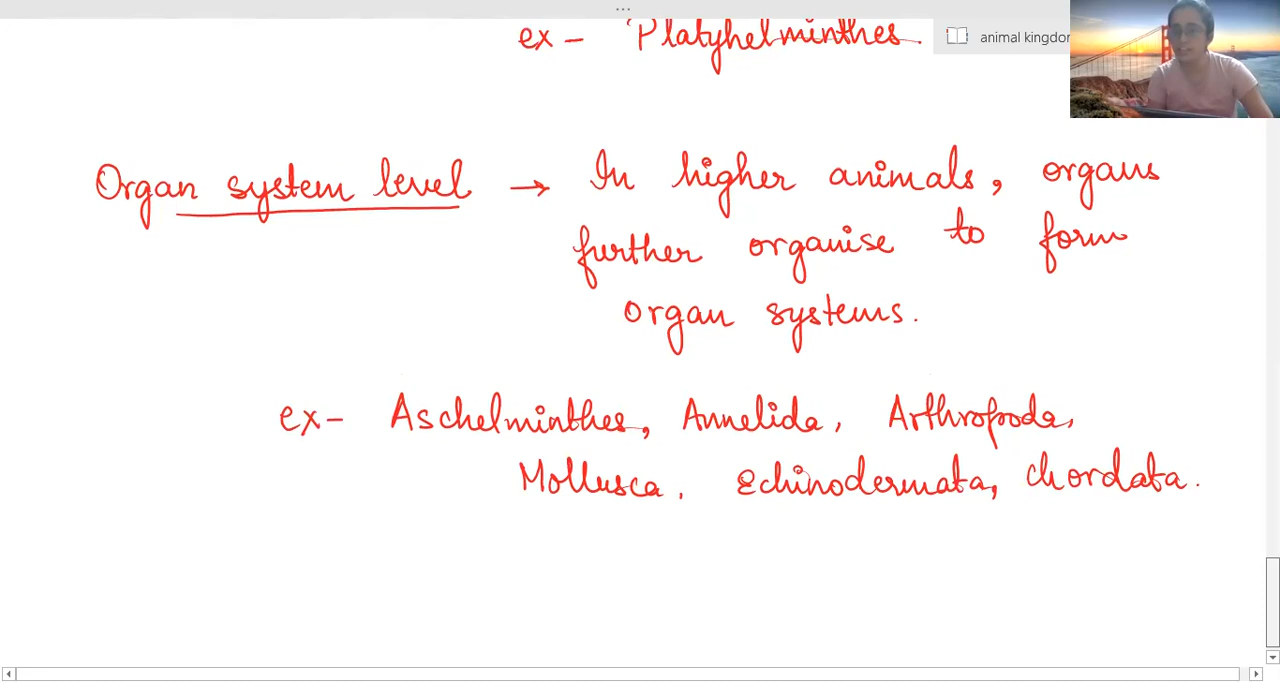 ex - Platyhelminthes.
animal kingdo
Organ system level → In higher animals, organs
further organise to form
organ systems.
ex - Aschelminthes, Annelida, Arthropoda,
Mollusca, Echinodermata, Chordata.